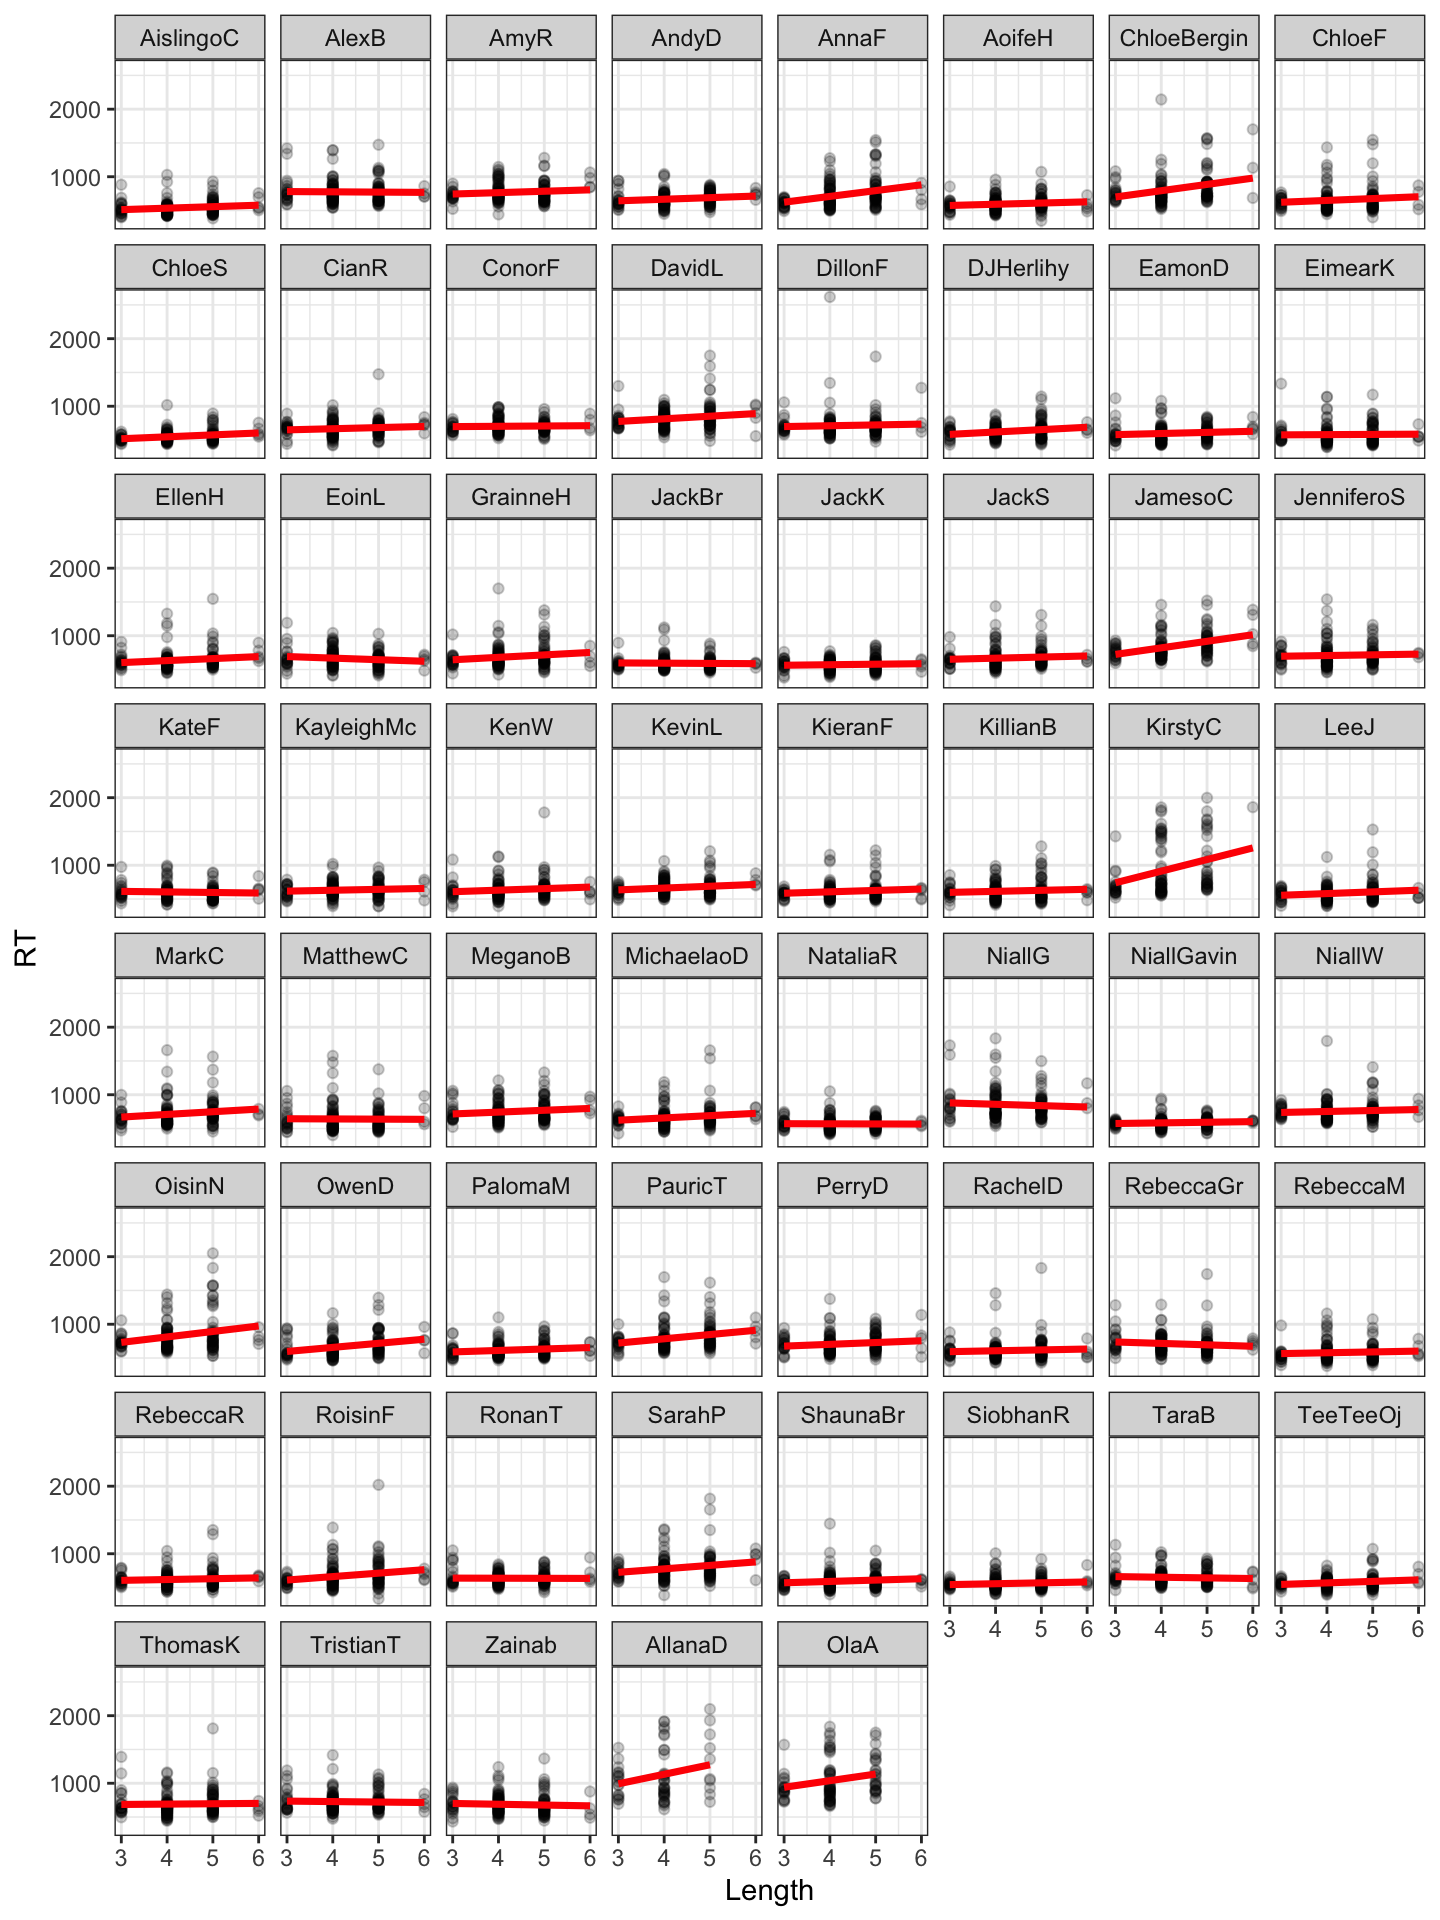 AislingoC AlexB AmyR AndyD AnnaF AoifeH ChloeBergin ChloeF
2000
1000
ChloeS CianR ConorF DavidL DillonF DJHerlihy EamonD EimearK
2000
1000
EllenH EoinL GrainneH JackBr JackK JackS JamesoC JenniferoS
2000
1000
KateF KayleighMc KenW KevinL KieranF KillianB KirstyC LeeJ
2000
1000
RT
MarkC MatthewC MeganoB MichaelaoD NataliaR NiallG NiallGavin NiallW
2000
1000
OisinN OwenD PalomaM PauricT PerryD RachelD RebeccaGr RebeccaM
2000
1000
RebeccaR RoisinF RonanT SarahP ShaunaBr SiobhanR TaraB TeeTeeOj
2000
1000
3 4 5 6 3 4 5 6 3 4 5 6
ThomasK TristianT Zainab AllanaD OlaA
2000
1000
3 4 5 6 3 4 5 6 3 4 5 6 3 4 5 6 3 4 5 6
Length